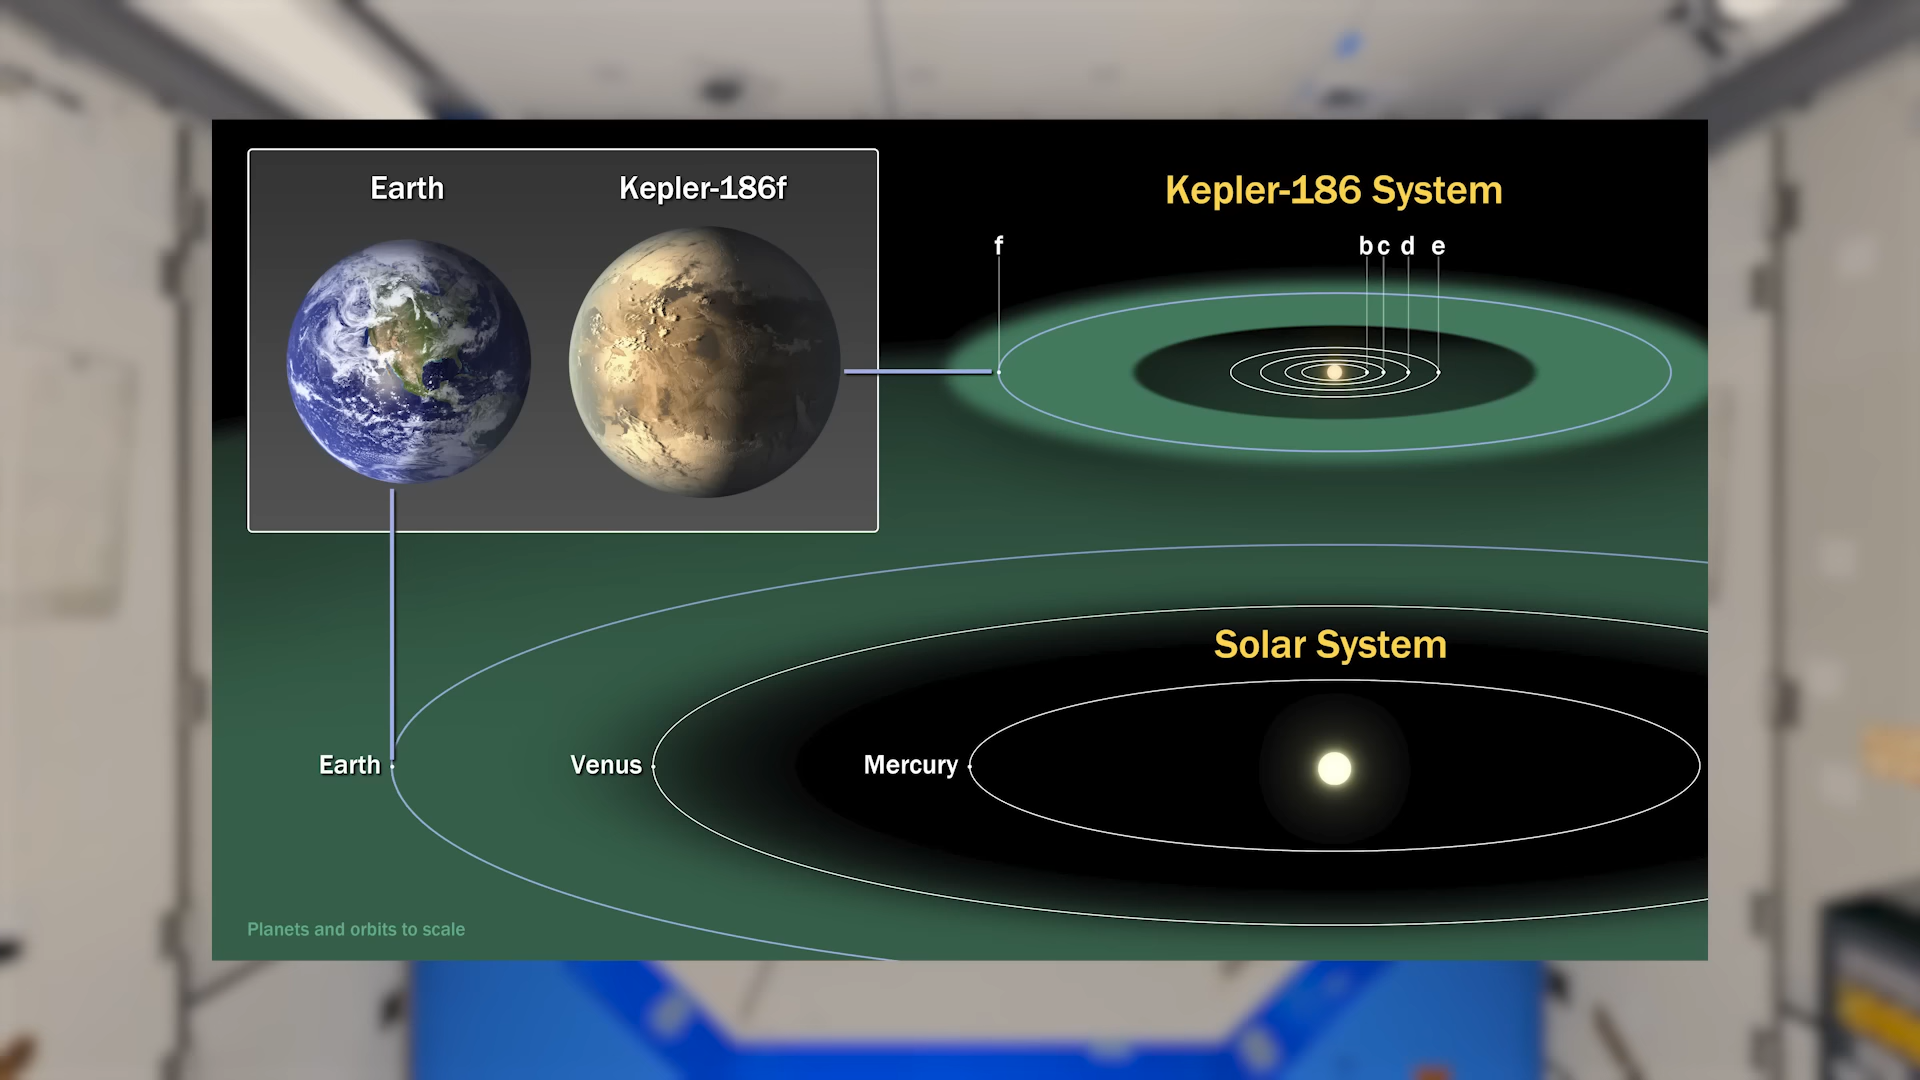 Earth
Kepler-186f
Kepler-186 System
f
b c d e
Solar System
Earth
Venus
Mercury
Planets and orbits to scale